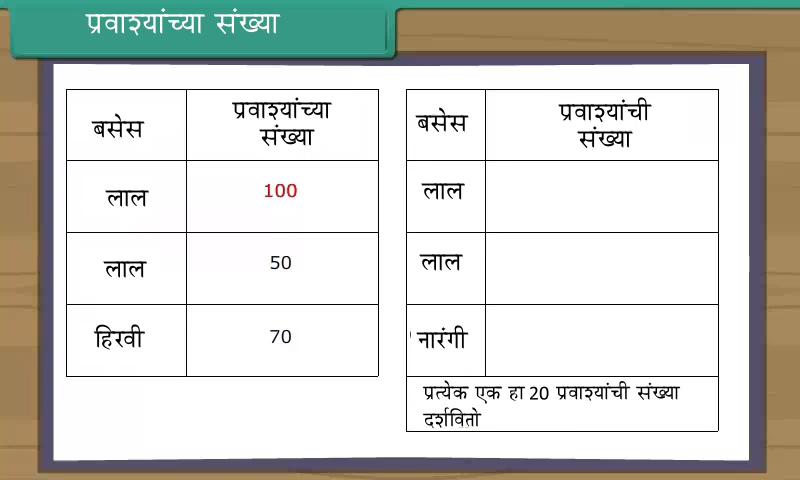 प्रवाश्यांच्या संख्या
बसेस
प्रवाश्यांच्या
संख्या
लाल
100
लाल
50
हिरवी
70
बसेस
प्रवाश्यांची
संख्या
लाल
लाल
नारंगी
प्रत्येक एक हा 20 प्रवाश्यांची संख्या
दर्शवितो